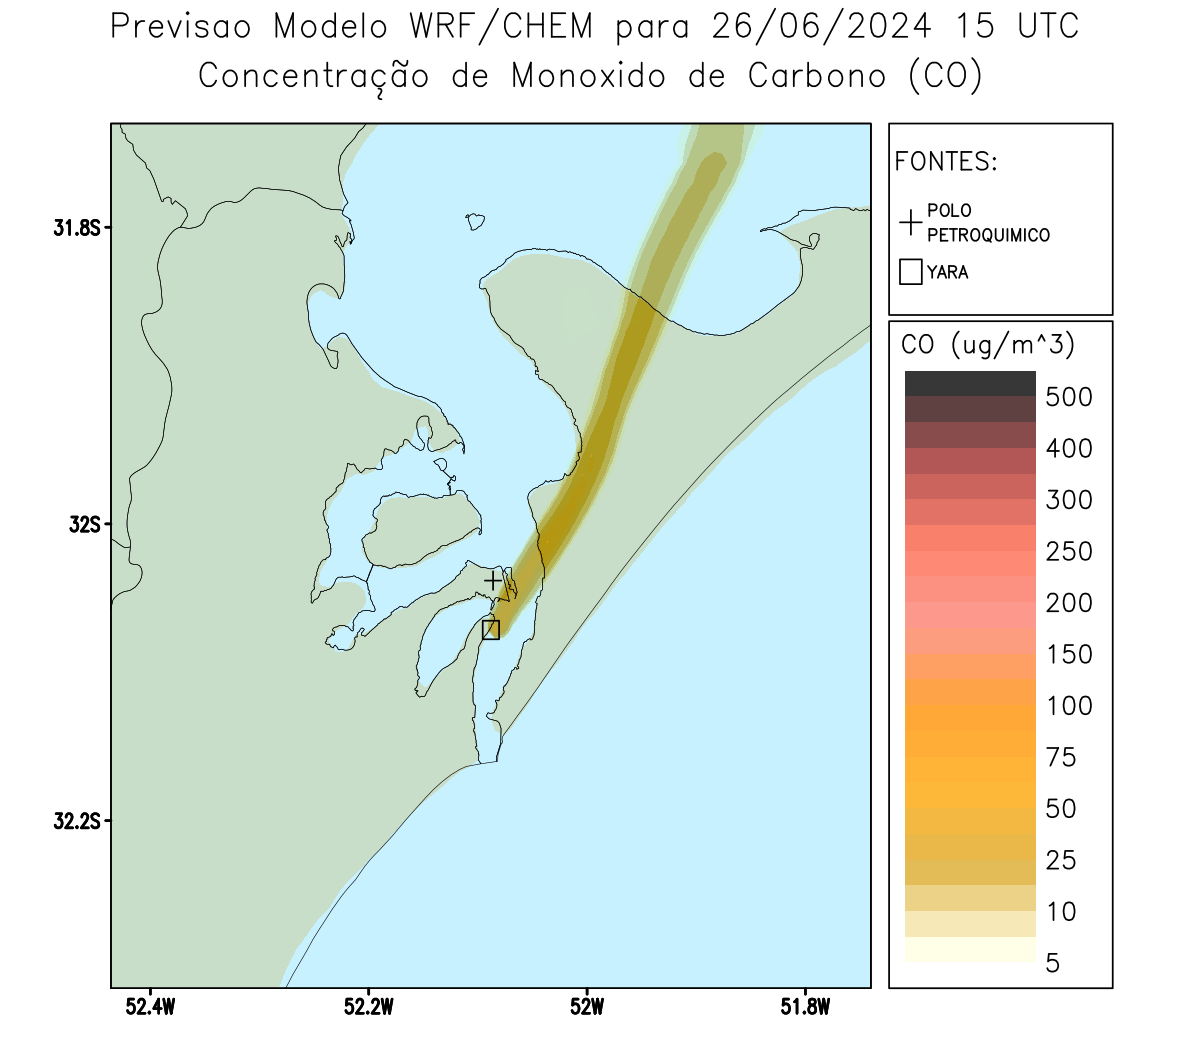 Previsao Modelo WRF/CHEM para 26/06/2024 15 UTC
Concentração de Monoxido de Carbono (CO)
FONTES:
POLO
PETROQUIMICO
YARA
CO (ug/m^3)
500
400
300
250
200
150
100
75
50
25
10
5
31.8S
32S
32.2S
52.4W
52.2W
52W
51.8W